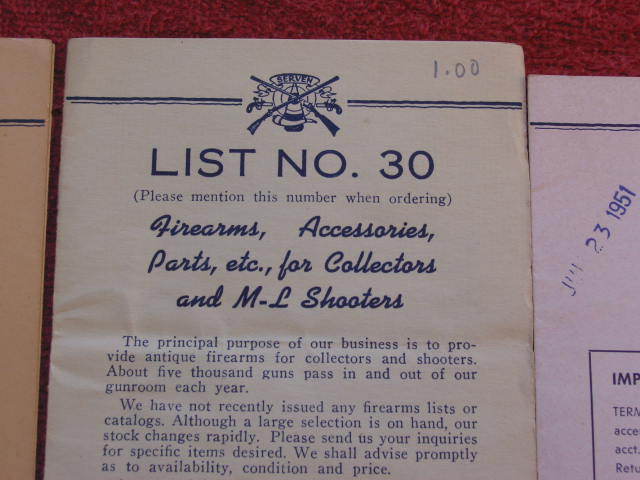 SERVEN
1.00
LIST NO. 30
(Please mention this number when ordering)
Firearms, Accessories,
Parts, etc., for Collectors
and M-L Shooters
The principal purpose of our business is to pro-
vide antique firearms for collectors and shooters.
About five thousand guns pass in and out of our
gunroom each year.
We have not recently issued any firearms lists or
catalogs. Although a large selection is on hand, our
stock changes rapidly. Please send us your inquiries
for specific items desired. We shall advise promptly
as to availability, condition and price.
23 1951
IMP
TERM
acce
acct.
Retu